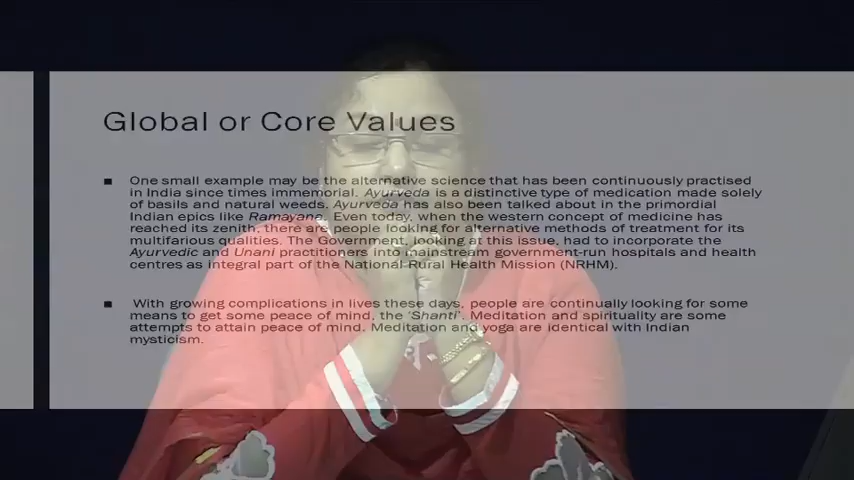 Global or Core Values
One small example may be the alternative science that has been continuously practised
in India since times immemorial. Ayurveda is a distinctive type of medication made solely
of basils and natural weeds. Ayurveda has also been talked about in the primordial
Indian epics like Ramayana. Even today, when the western concept of medicine has
reached its zenith, there are people looking for alternative methods of treatment for its
multifarious qualities. The Government, looking at this issue, had to incorporate the
Ayurvedic and Unani practitioners into mainstream government-run hospitals and health
centres as integral part of the National Rural Health Mission (NRHM).
With growing complications in lives these days, people are continually looking for some
means to get some peace of mind, the ‘Shanti’. Meditation and spirituality are some
attempts to attain peace of mind. Meditation and yoga are identical with Indian
mysticism.